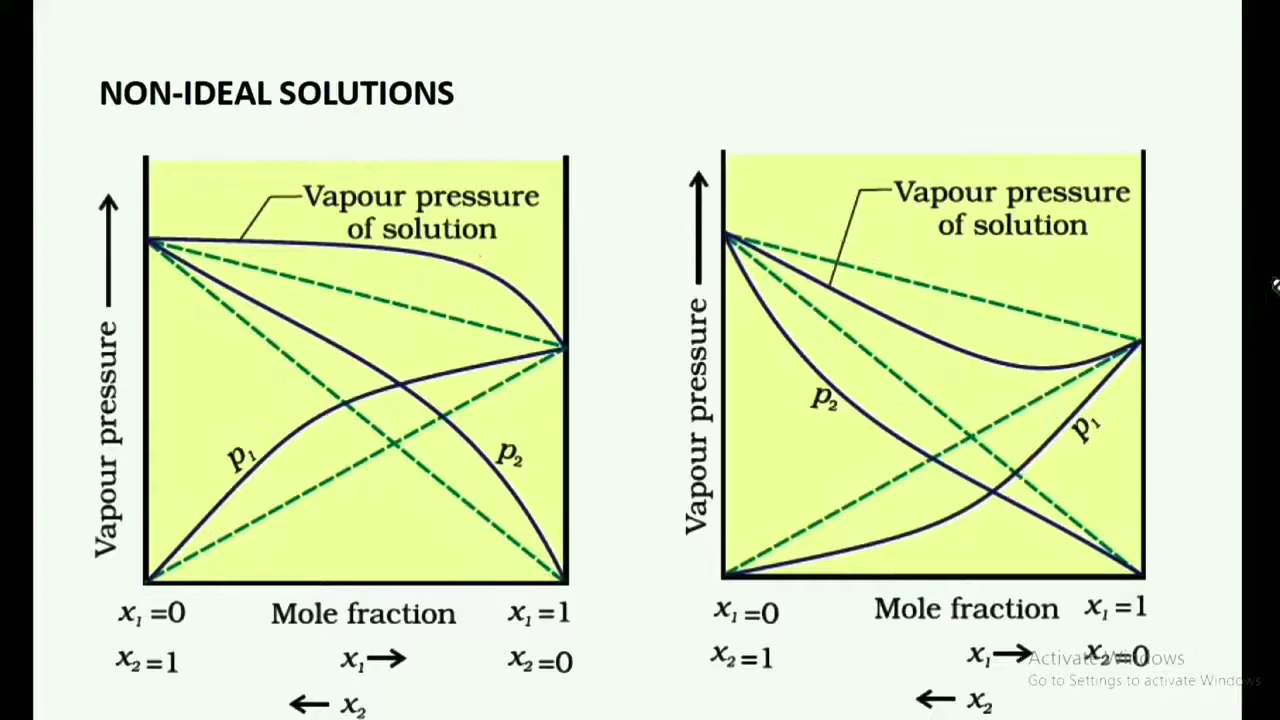 NON-IDEAL SOLUTIONS
Vapour pressure
of solution
Vapour pressure
p₁
p₂
x₁=0
Mole fraction
x₁=1
x₂=1
x₁→
x₂=0
← x₂
Vapour pressure
of solution
Vapour pressure
p₂
p₁
x₁=0
Mole fraction
x₁=1
x₂=1
x₁→
x₂=0
← x₂
Activate Windows
Go to Settings to activate Windows.